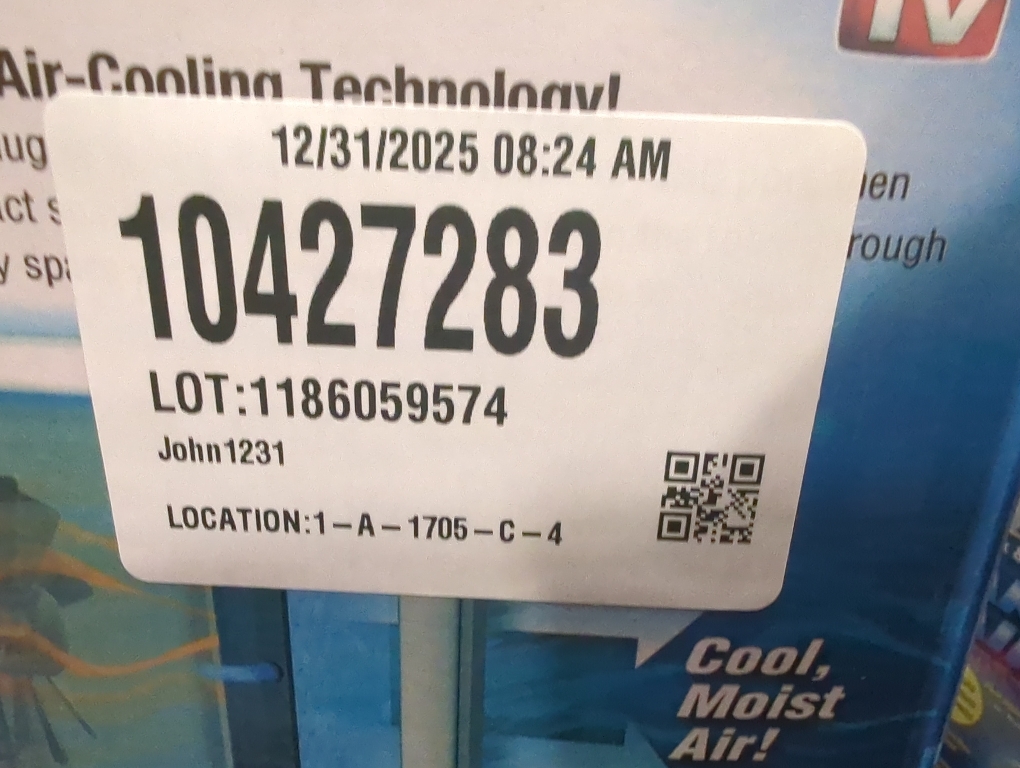 TV
Air-Cooling Technology!
12/31/2025 08:24 AM
10427283
rough
LOT:1186059574
John1231
LOCATION:1-A-1705-C-4
Cool,
Moist
Air!